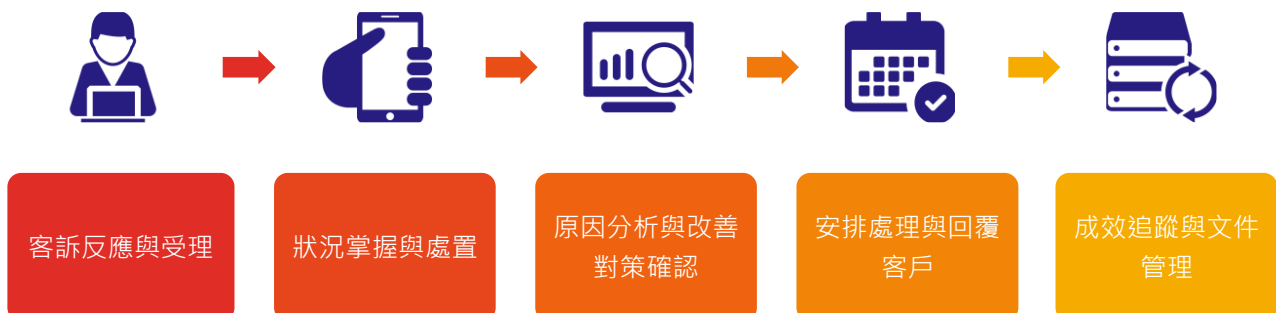 客訴反應與受理
狀況掌握與處置
原因分析與改善
對策確認
安排處理與回覆
客戶
成效追蹤與文件
管理